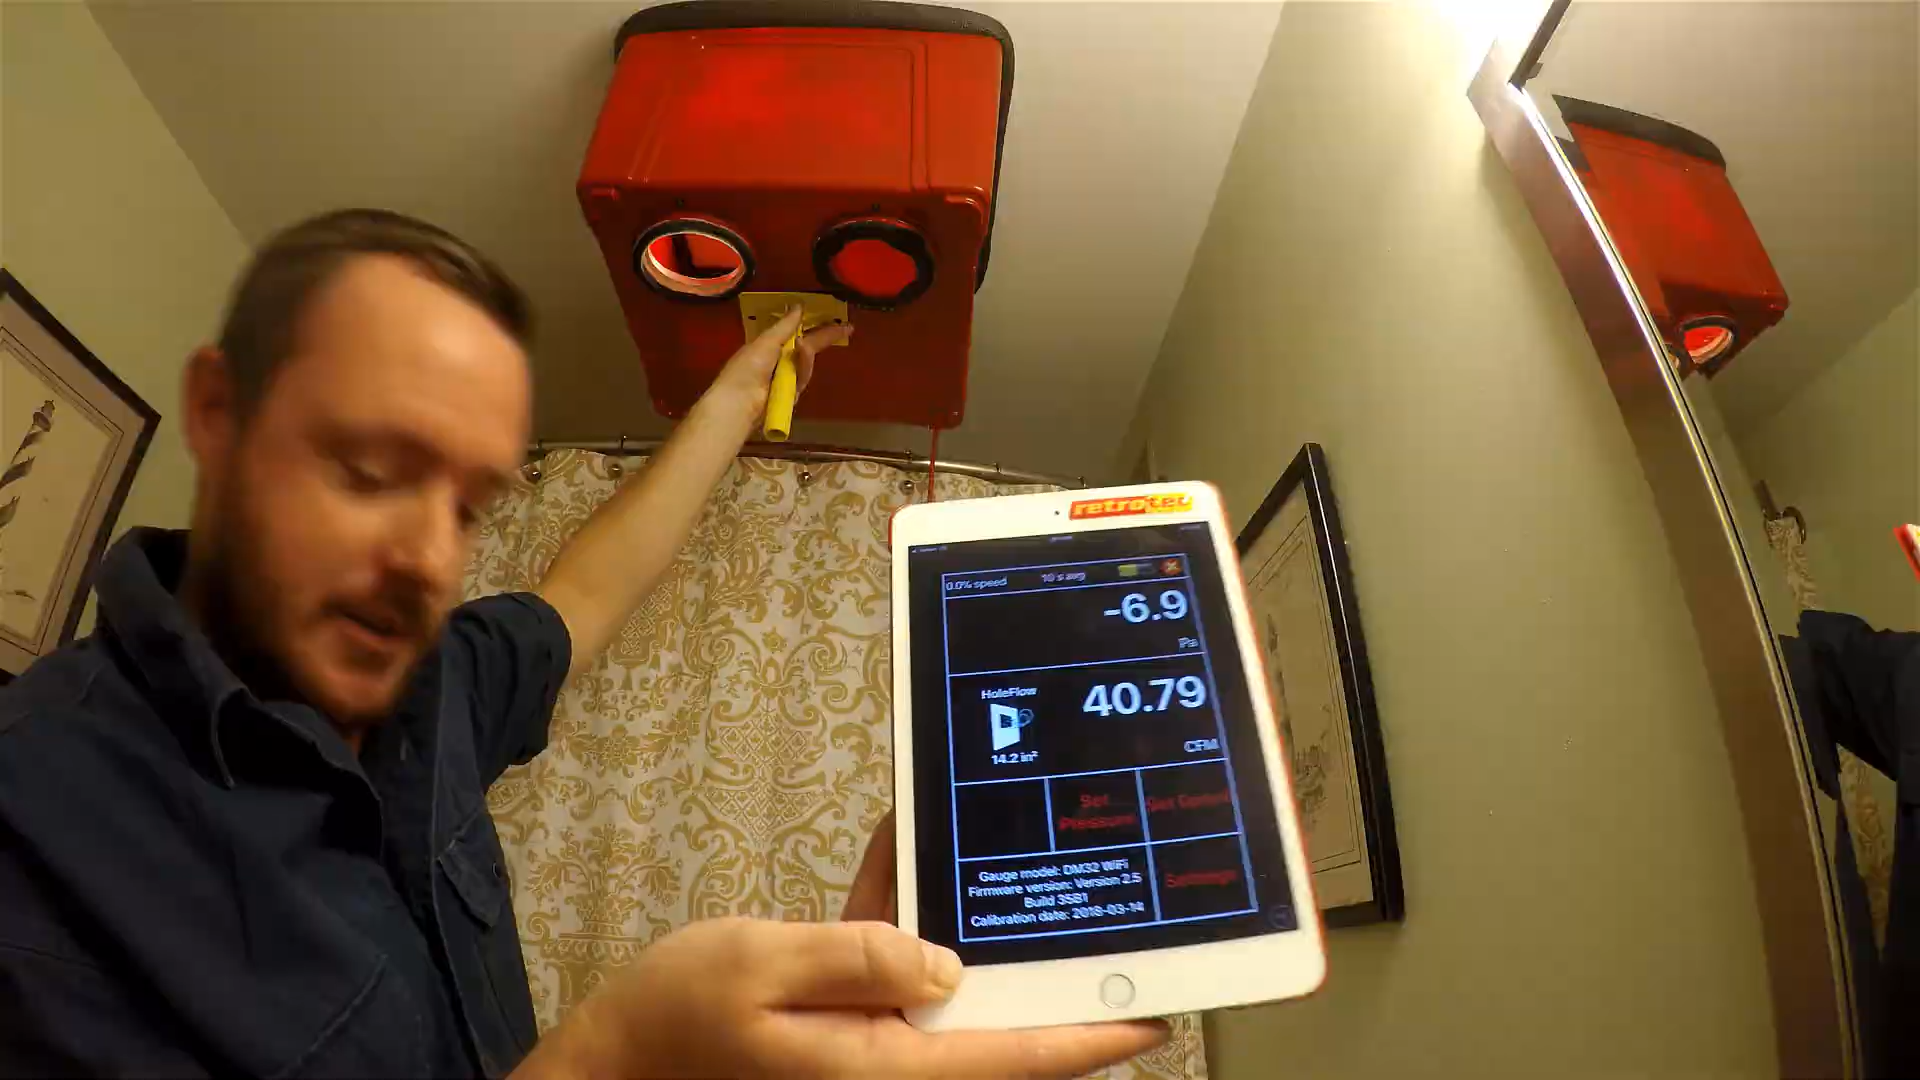 retrotec
0.0% speed
10 s avg
-6.9
Pa
HoleFlow
40.79
CFM
14.2 in²
Set
Pressure
Settings
Gauge model: DM32 WiFi
Firmware version: Version 2.5
Build 3581
Calibration date: 2018-03-14